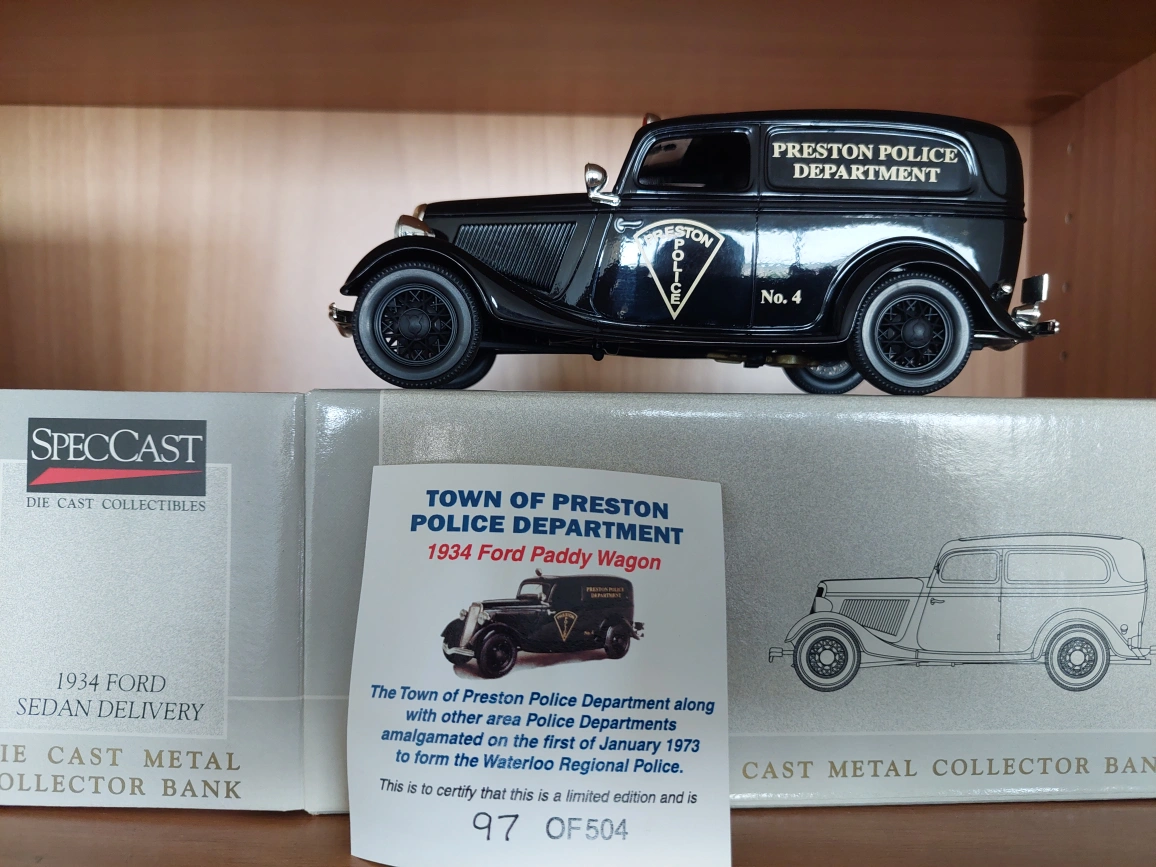 PRESTON POLICE
DEPARTMENT
PRESTON
POLICE
No. 4
SPECCAST
DIE CAST COLLECTIBLES
1934 FORD
SEDAN DELIVERY
IE CAST METAL
OLLECTOR BANK
TOWN OF PRESTON
POLICE DEPARTMENT
1934 Ford Paddy Wagon
PRESTON POLICE
DEPARTMENT
The Town of Preston Police Department along
with other area Police Departments
amalgamated on the first of January 1973
to form the Waterloo Regional Police.
This is to certify that this is a limited edition and is
97 OF504
CAST METAL COLLECTOR BAN